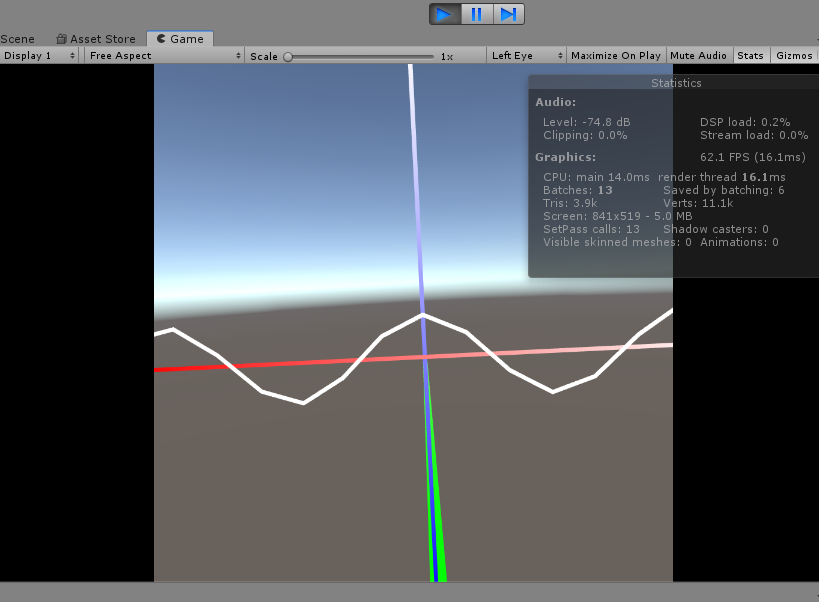 Scene Asset Store Game
Display 1 Free Aspect Scale 1x Left Eye Maximize On Play Mute Audio Stats Gizmos
Statistics
Audio:
Level: -74.8 dB DSP load: 0.2%
Clipping: 0.0% Stream load: 0.0%
Graphics: 62.1 FPS (16.1ms)
CPU: main 14.0ms render thread 16.1ms
Batches: 13 Saved by batching: 6
Tris: 3.9k Verts: 11.1k
Screen: 841x519 - 5.0 MB
SetPass calls: 13 Shadow casters: 0
Visible skinned meshes: 0 Animations: 0